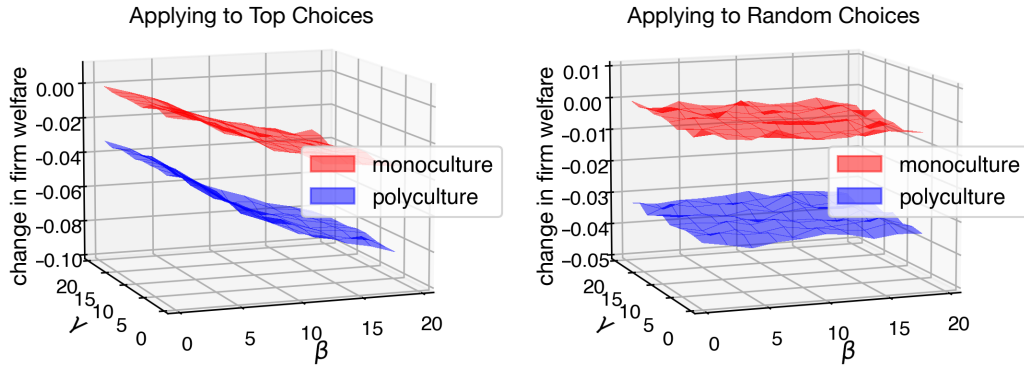 Applying to Top Choices
change in firm welfare
0.00
−0.02
−0.04
−0.06
−0.08
−0.10
20
15
10
5
0
γ
0
5
10
15
20
β
monoculture
polyculture
Applying to Random Choices
change in firm welfare
0.01
0.00
−0.01
−0.02
−0.03
−0.04
−0.05
20
15
10
5
0
γ
0
5
10
15
20
β
monoculture
polyculture